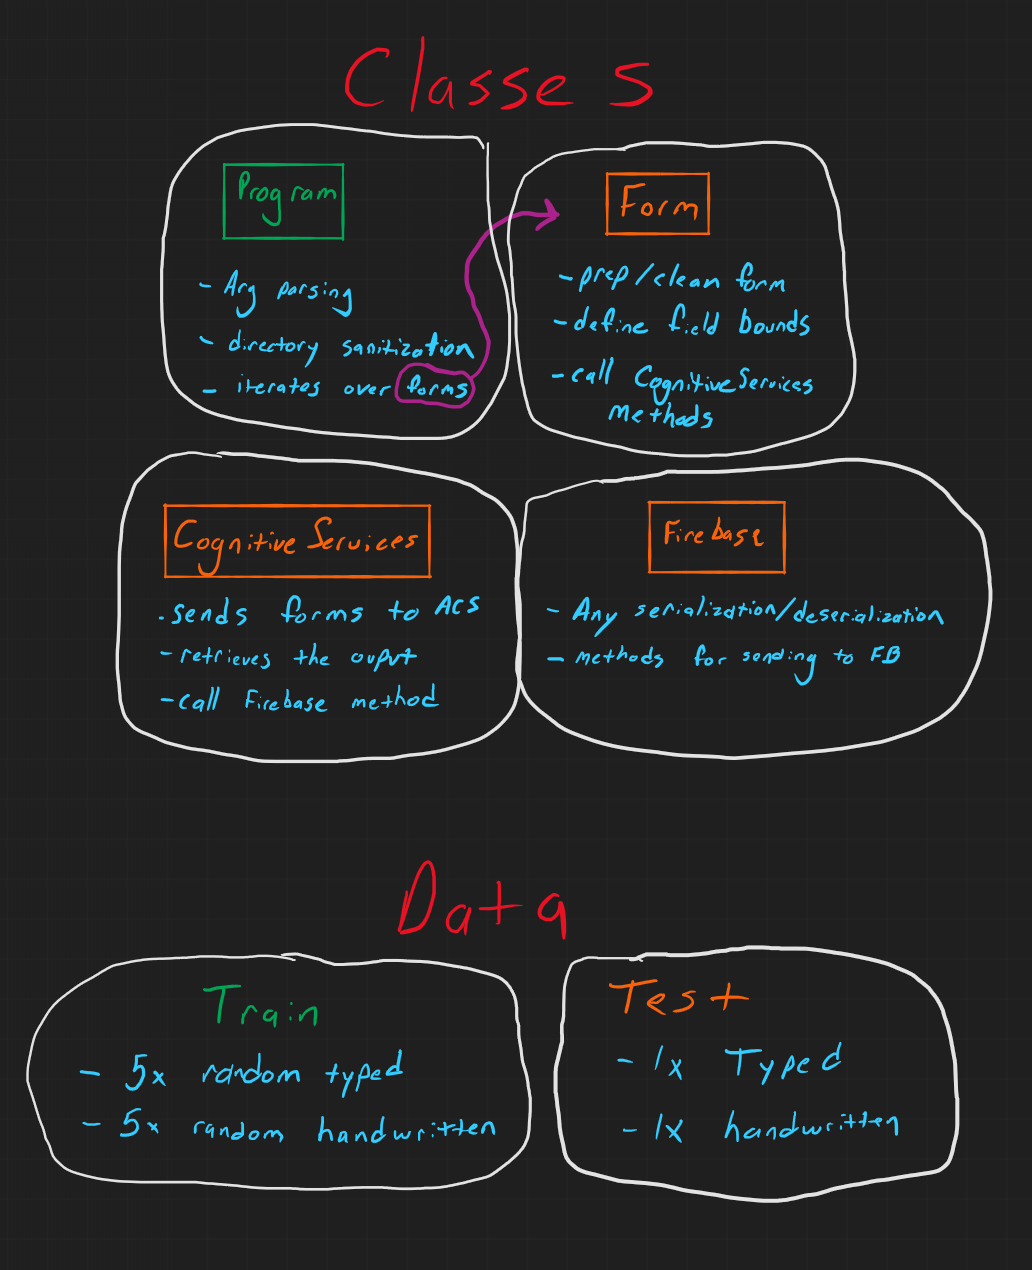 Classes
Program
- Arg parsing
- directory sanitization
- iterates over forms
Form
- prep/clean form
- define field bounds
- call CognitiveServices
Methods
Cognitive Services
. sends forms to ACS
- retrieves the ouput
- call Firebase method
Firebase
- Any serialization/deserialization
- methods for sending to FB
Data
Train
- 5x random typed
- 5x random handwritten
Test
- 1x Typed
- 1x handwritten